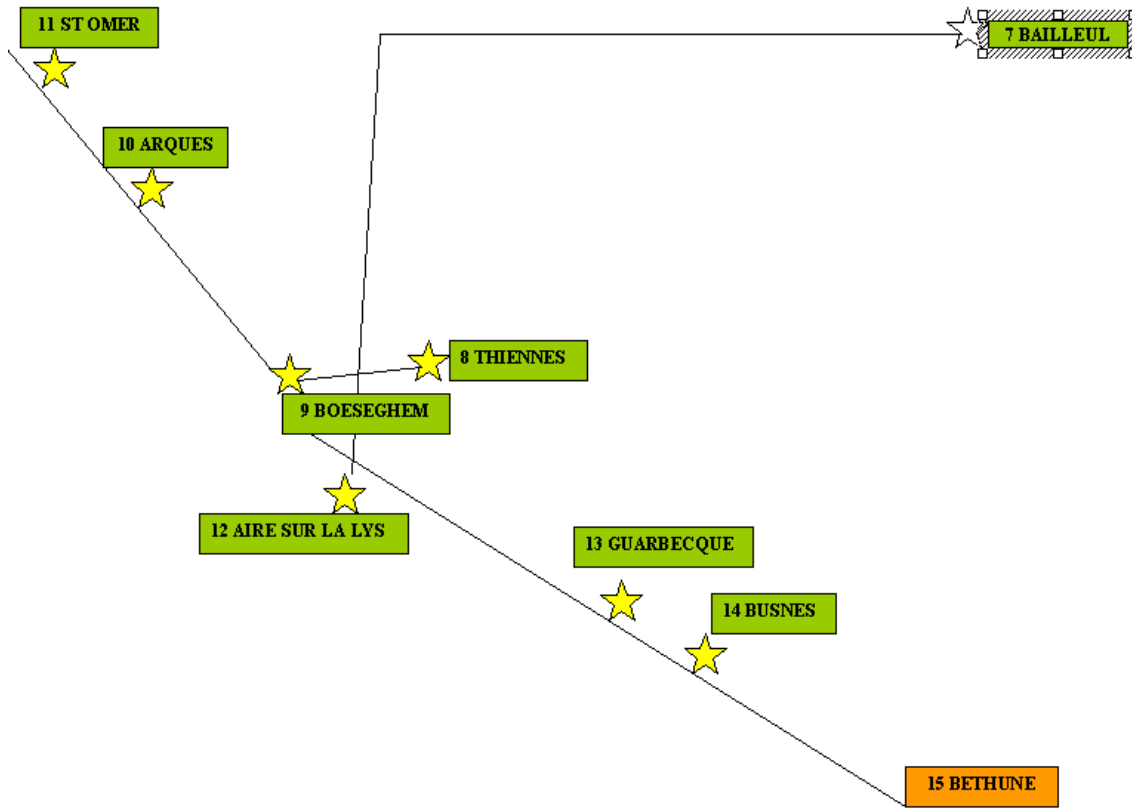 11 ST OMER
7 BAILLEUL
10 ARQUES
8 THIENNES
9 BOESEGHEM
12 AIRE SUR LA LYS
13 GUARBECQUE
14 BUSNES
15 BETHUNE